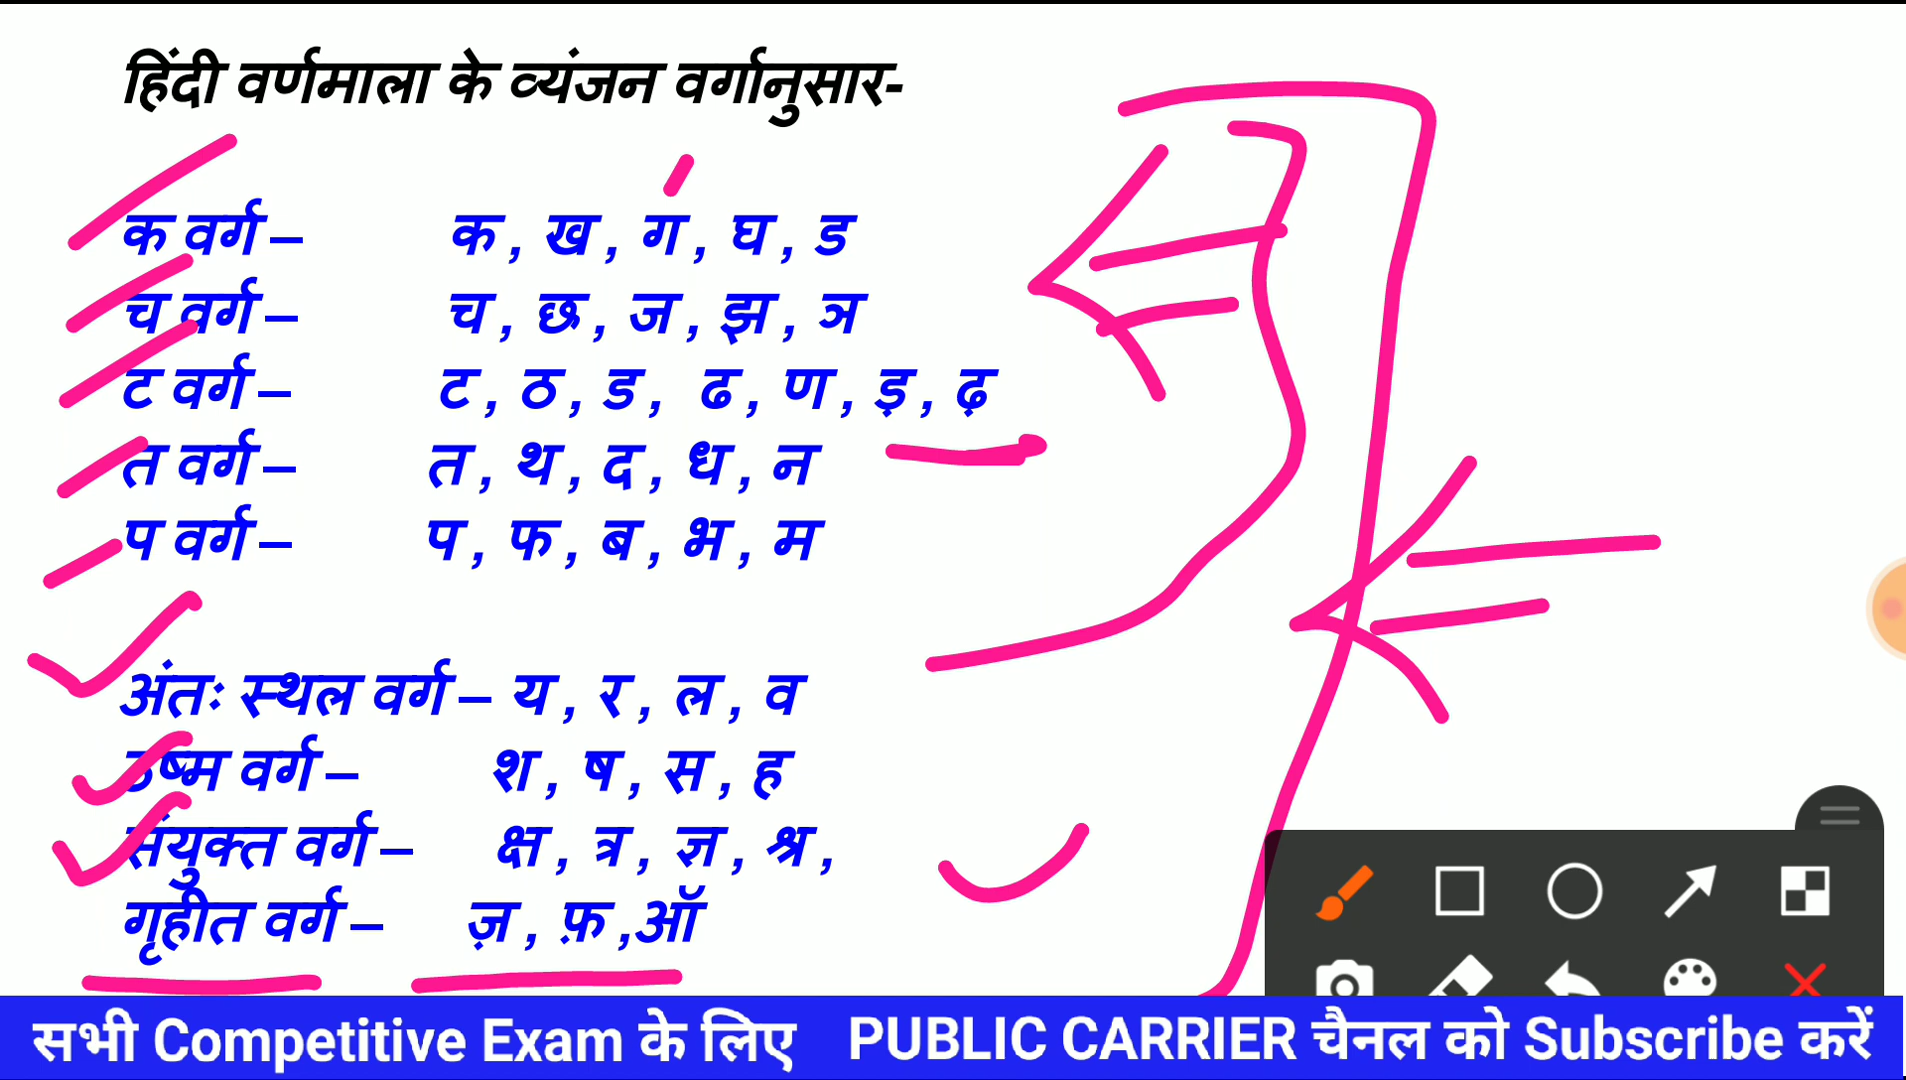 हिंदी वर्णमाला के व्यंजन वर्गानुसार-
क वर्ग – क , ख , ग , घ , ड
च वर्ग – च , छ , ज , झ , ञ
ट वर्ग – ट , ठ , ड , ढ , ण , ड़ , ढ़
त वर्ग – त , थ , द , ध , न
प वर्ग – प , फ , ब , भ , म
अंतः स्थल वर्ग – य , र , ल , व
उष्म वर्ग – श , ष , स , ह
संयुक्त वर्ग – क्ष , त्र , ज्ञ , श्र ,
गृहीत वर्ग – ज़ , फ़ ,ऑ
सभी Competitive Exam के लिए PUBLIC CARRIER चैनल को Subscribe करें